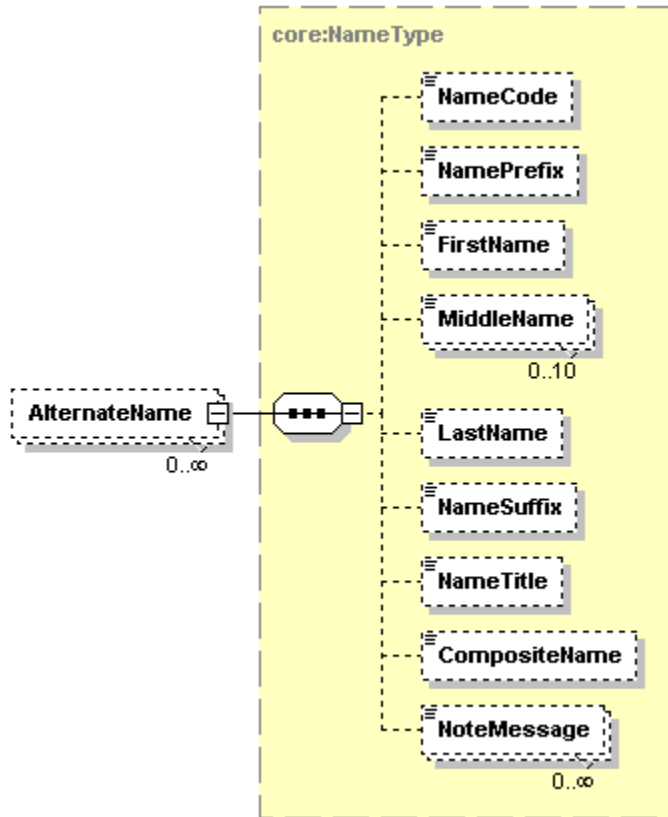 core:NameType
NameCode
NamePrefix
FirstName
MiddleName
0..10
AlternateName
0..∞
LastName
NameSuffix
NameTitle
CompositeName
NoteMessage
0..∞